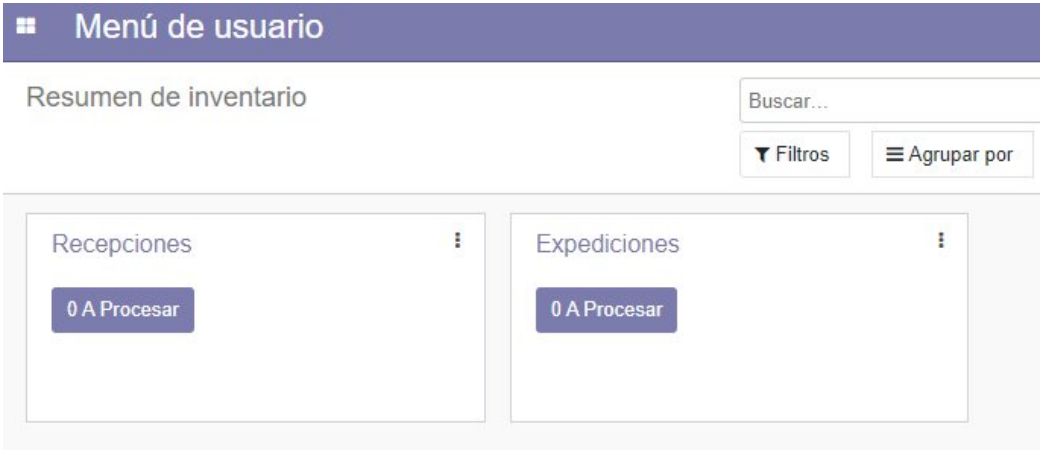 Menú de usuario
Resumen de inventario
Buscar...
Filtros
Agrupar por
Recepciones
0 A Procesar
Expediciones
0 A Procesar